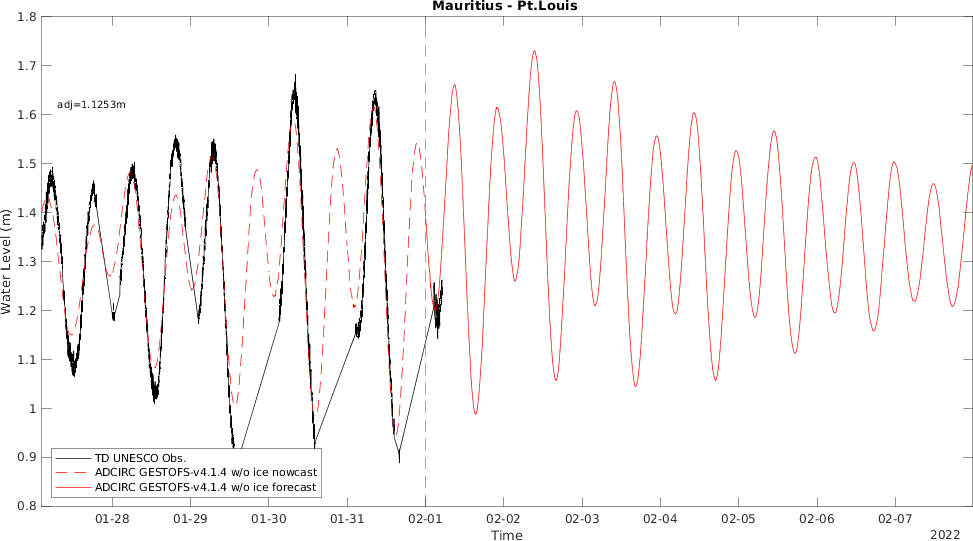 Mauritius - Pt.Louis
1.8
1.7
1.6
1.5
1.4
1.3
1.2
1.1
1
0.9
0.8
Water Level (m)
adj=1.1253m
TD UNESCO Obs.
ADCIRC GESTOFS-v4.1.4 w/o ice nowcast
ADCIRC GESTOFS-v4.1.4 w/o ice forecast
01-28 01-29 01-30 01-31 02-01 02-02 02-03 02-04 02-05 02-06 02-07
Time
2022